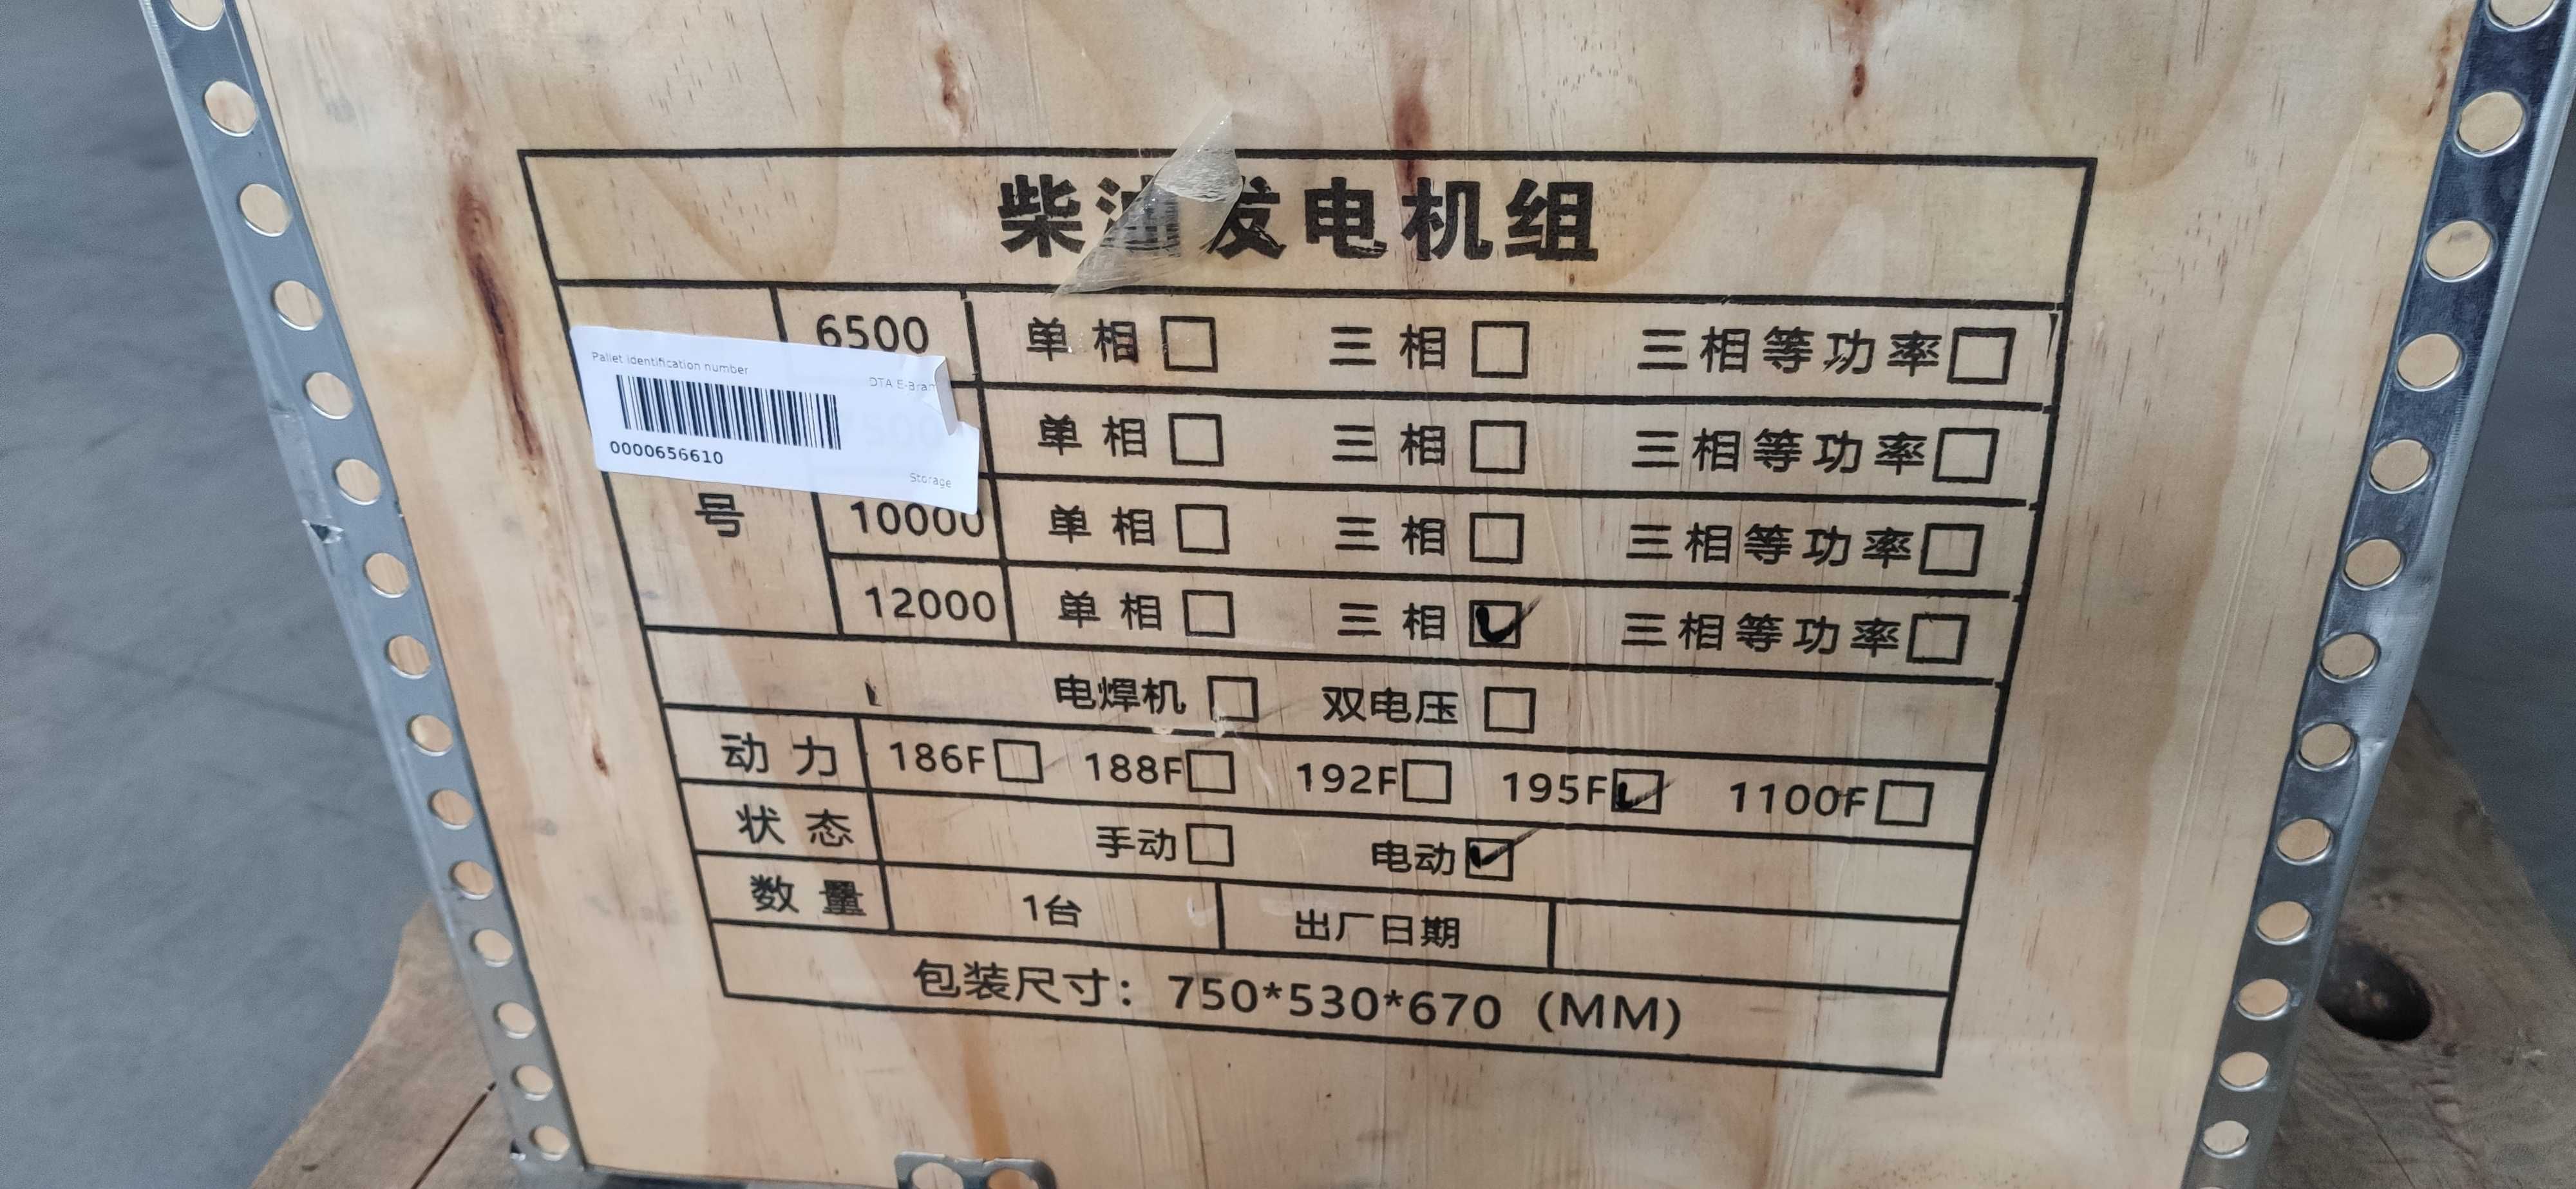 柴油发电机组
6500 单相 三相 三相等功率
Pallet identification number
单相 三相 三相等功率
0000656610
Storage
号
10000 单相 三相 三相等功率
12000 单相 三相 三相等功率
电焊机 双电压
动力 186F 188F 192F 195F 1100F
状态 手动 电动
数量 1台 出厂日期
包装尺寸：750*530*670（MM）